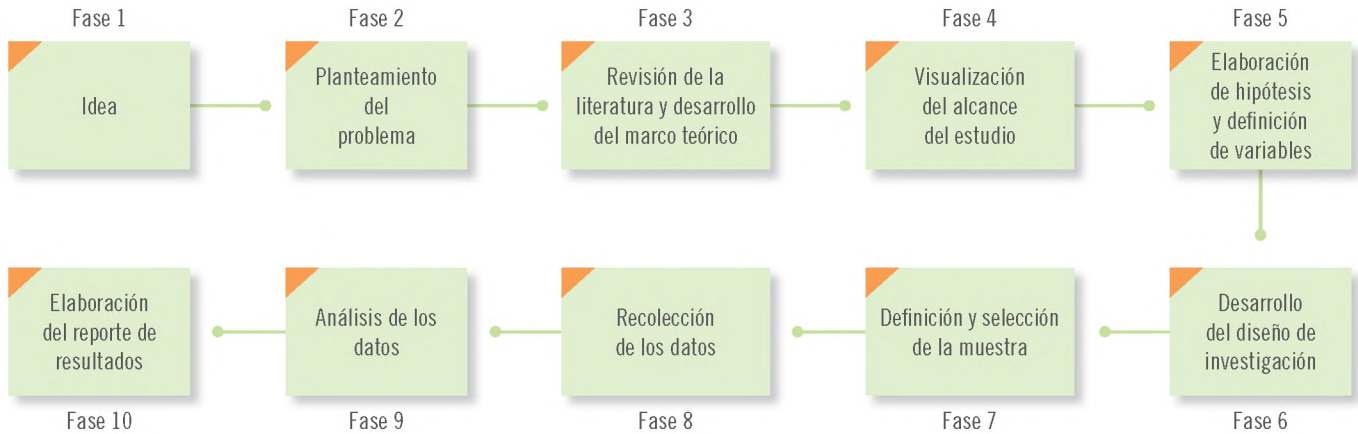 Fase 1
Idea
Fase 2
Planteamiento
del
problema
Fase 3
Revisión de la
literatura y desarrollo
del marco teórico
Fase 4
Visualización
del alcance
del estudio
Fase 5
Elaboración
de hipótesis
y definición
de variables
Desarrollo
del diseño de
investigación
Fase 6
Definición y selección
de la muestra
Fase 7
Recolección
de los datos
Fase 8
Análisis de los
datos
Fase 9
Elaboración
del reporte de
resultados
Fase 10